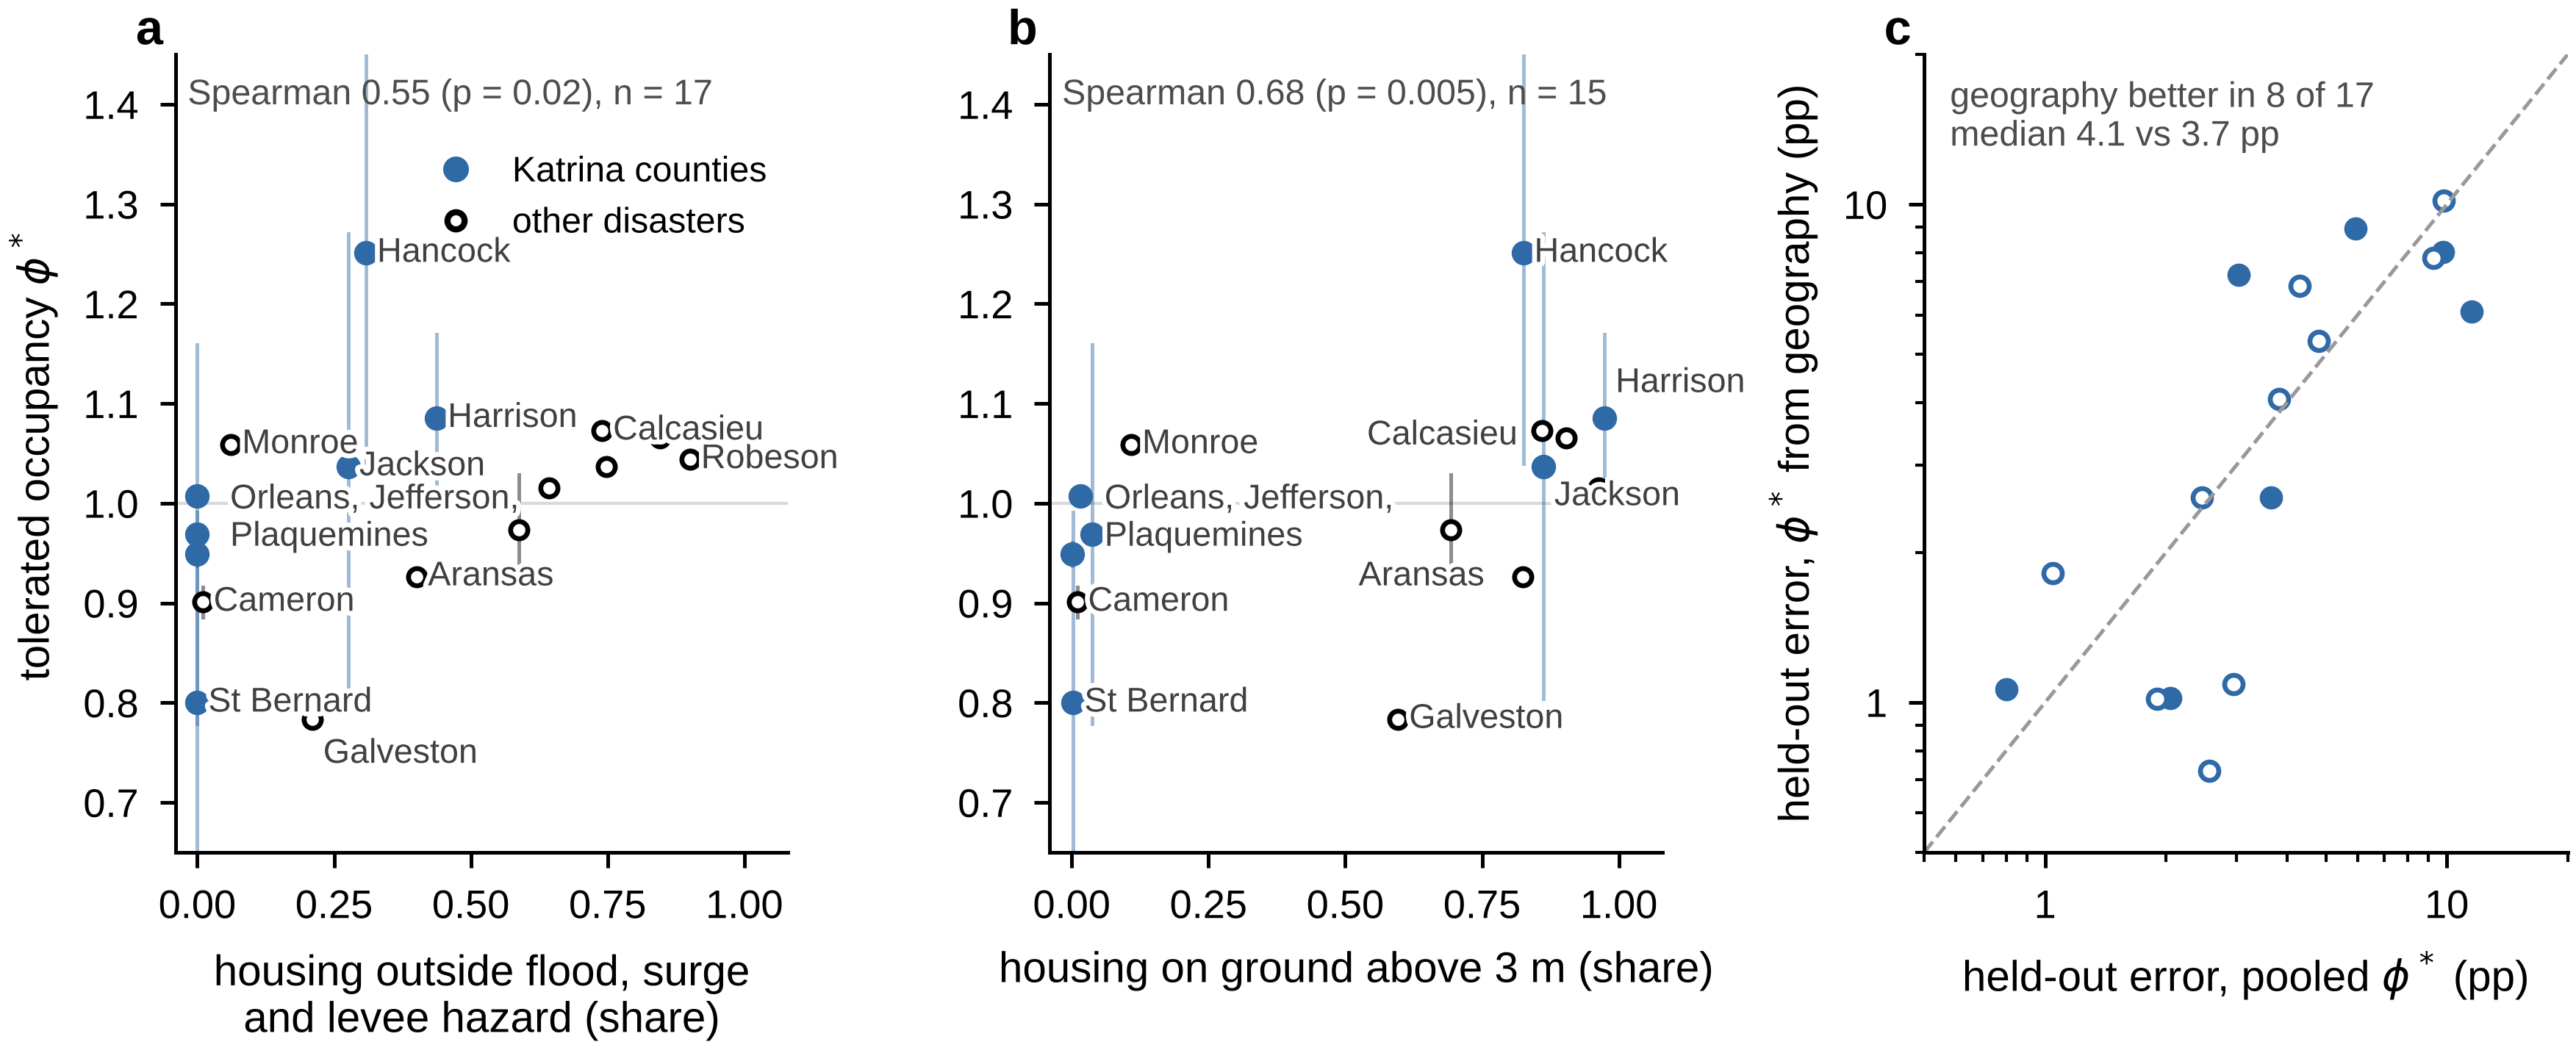 a
Spearman 0.55 (p = 0.02), n = 17
Katrina counties
other disasters
Hancock
Harrison
Calcasieu
Monroe
Jackson
Robeson
Orleans, Jefferson,
Plaquemines
Aransas
Cameron
St Bernard
Galveston
1.4
1.3
1.2
1.1
1.0
0.9
0.8
0.7
tolerated occupancy ϕ*
0.00 0.25 0.50 0.75 1.00
housing outside flood, surge
and levee hazard (share)
b
Spearman 0.68 (p = 0.005), n = 15
Hancock
Harrison
Calcasieu
Monroe
Jackson
Orleans, Jefferson,
Plaquemines
Aransas
Cameron
St Bernard
Galveston
1.4
1.3
1.2
1.1
1.0
0.9
0.8
0.7
0.00 0.25 0.50 0.75 1.00
housing on ground above 3 m (share)
c
geography better in 8 of 17
median 4.1 vs 3.7 pp
10
1
held-out error, ϕ* from geography (pp)
1 10
held-out error, pooled ϕ* (pp)